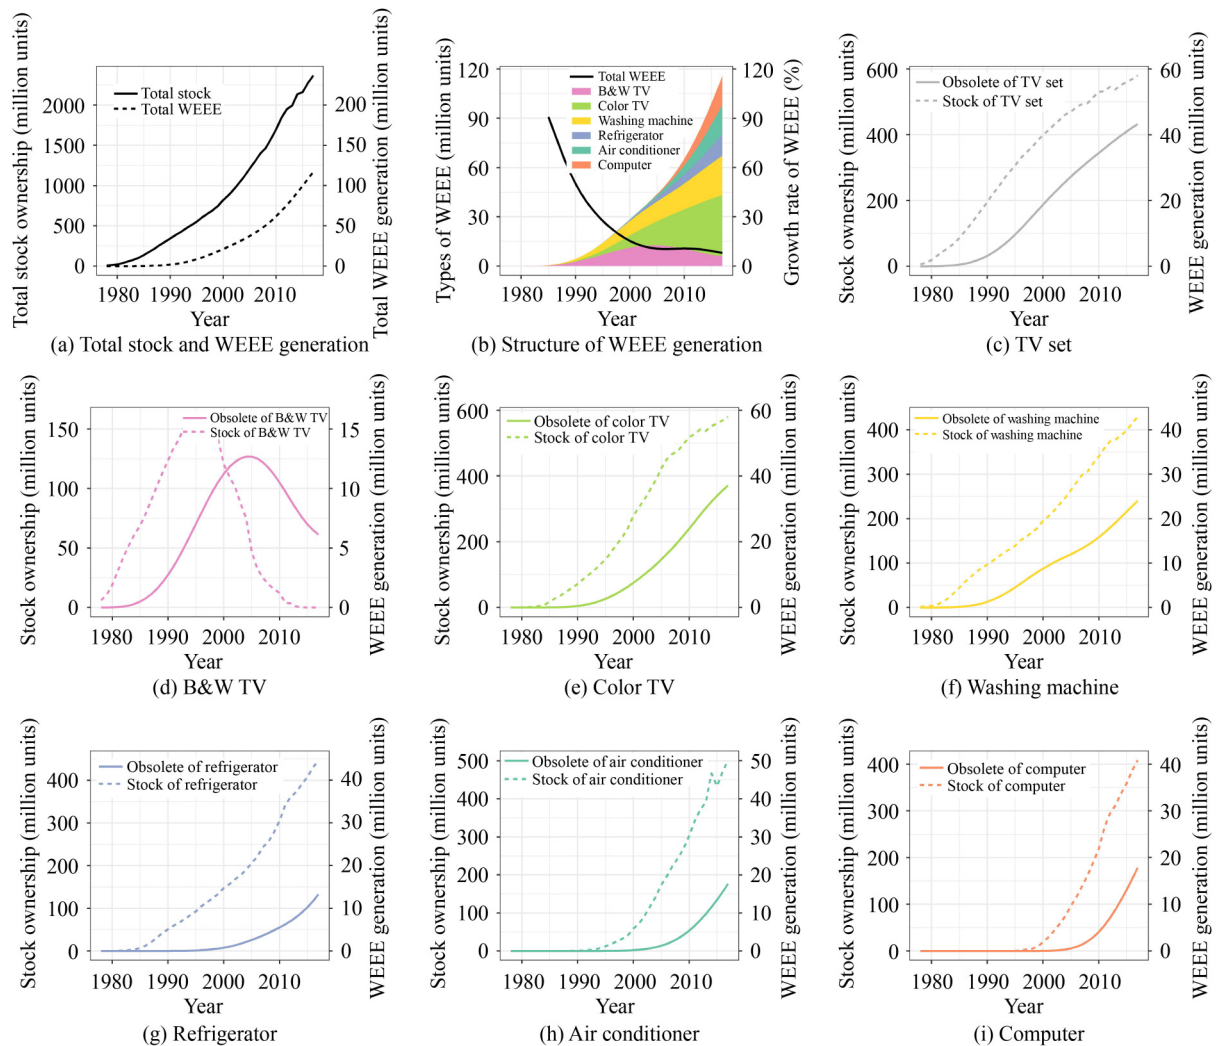 Total stock ownership (million units)
2000
1500
1000
500
0
Total stock
Total WEEE
200
150
100
50
0
Total WEEE generation (million units)
1980 1990 2000 2010
Year
(a) Total stock and WEEE generation
Types of WEEE (million units)
120
90
60
30
0
Total WEEE
B&W TV
Color TV
Washing machine
Refrigerator
Air conditioner
Computer
120
90
60
30
0
Growth rate of WEEE (%)
1980 1990 2000 2010
Year
(b) Structure of WEEE generation
Stock ownership (million units)
600
400
200
0
Obsolete of TV set
Stock of TV set
60
40
20
0
WEEE generation (million units)
1980 1990 2000 2010
Year
(c) TV set
Stock ownership (million units)
150
100
50
0
Obsolete of B&W TV
Stock of B&W TV
15
10
5
0
WEEE generation (million units)
1980 1990 2000 2010
Year
(d) B&W TV
Stock ownership (million units)
600
400
200
0
Obsolete of color TV
Stock of color TV
60
40
20
0
WEEE generation (million units)
1980 1990 2000 2010
Year
(e) Color TV
Stock ownership (million units)
400
300
200
100
0
Obsolete of washing machine
Stock of washing machine
40
30
20
10
0
WEEE generation (million units)
1980 1990 2000 2010
Year
(f) Washing machine
Stock ownership (million units)
400
300
200
100
0
Obsolete of refrigerator
Stock of refrigerator
40
30
20
10
0
WEEE generation (million units)
1980 1990 2000 2010
Year
(g) Refrigerator
Stock ownership (million units)
500
400
300
200
100
0
Obsolete of air conditioner
Stock of air conditioner
50
40
30
20
10
0
WEEE generation (million units)
1980 1990 2000 2010
Year
(h) Air conditioner
Stock ownership (million units)
400
300
200
100
0
Obsolete of computer
Stock of computer
40
30
20
10
0
WEEE generation (million units)
1980 1990 2000 2010
Year
(i) Computer